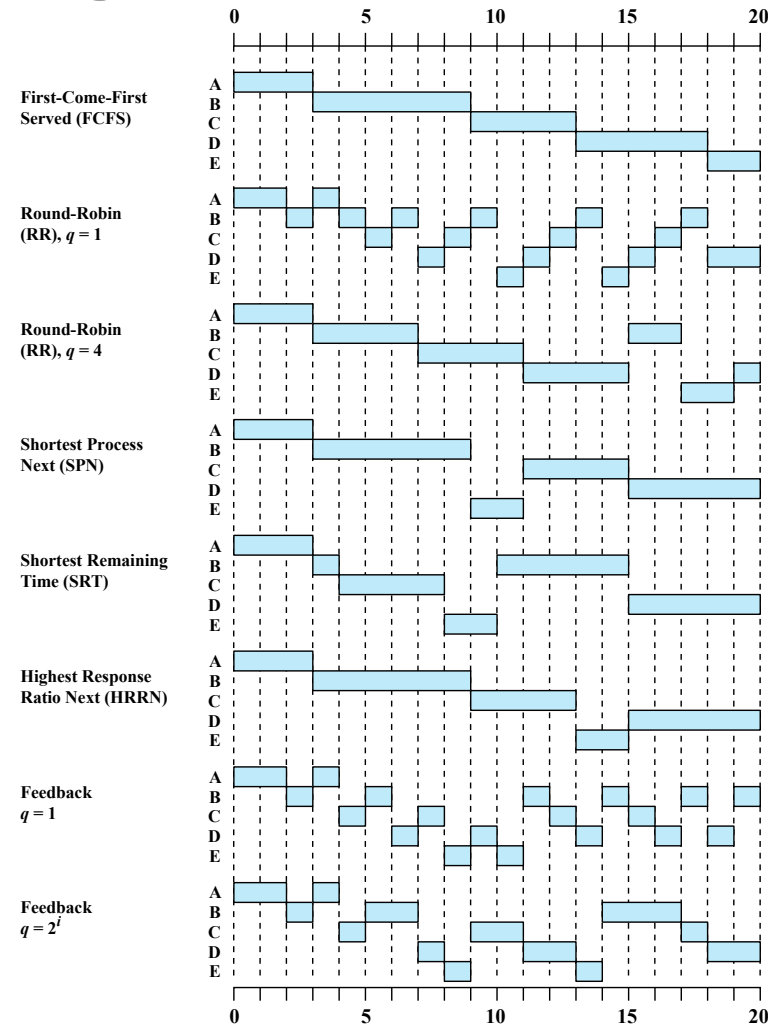 0 5 10 15 20
First-Come-First
Served (FCFS)
A
B
C
D
E
Round-Robin
(RR), q = 1
A
B
C
D
E
Round-Robin
(RR), q = 4
A
B
C
D
E
Shortest Process
Next (SPN)
A
B
C
D
E
Shortest Remaining
Time (SRT)
A
B
C
D
E
Highest Response
Ratio Next (HRRN)
A
B
C
D
E
Feedback
q = 1
A
B
C
D
E
Feedback
q = 2^i
A
B
C
D
E
0 5 10 15 20